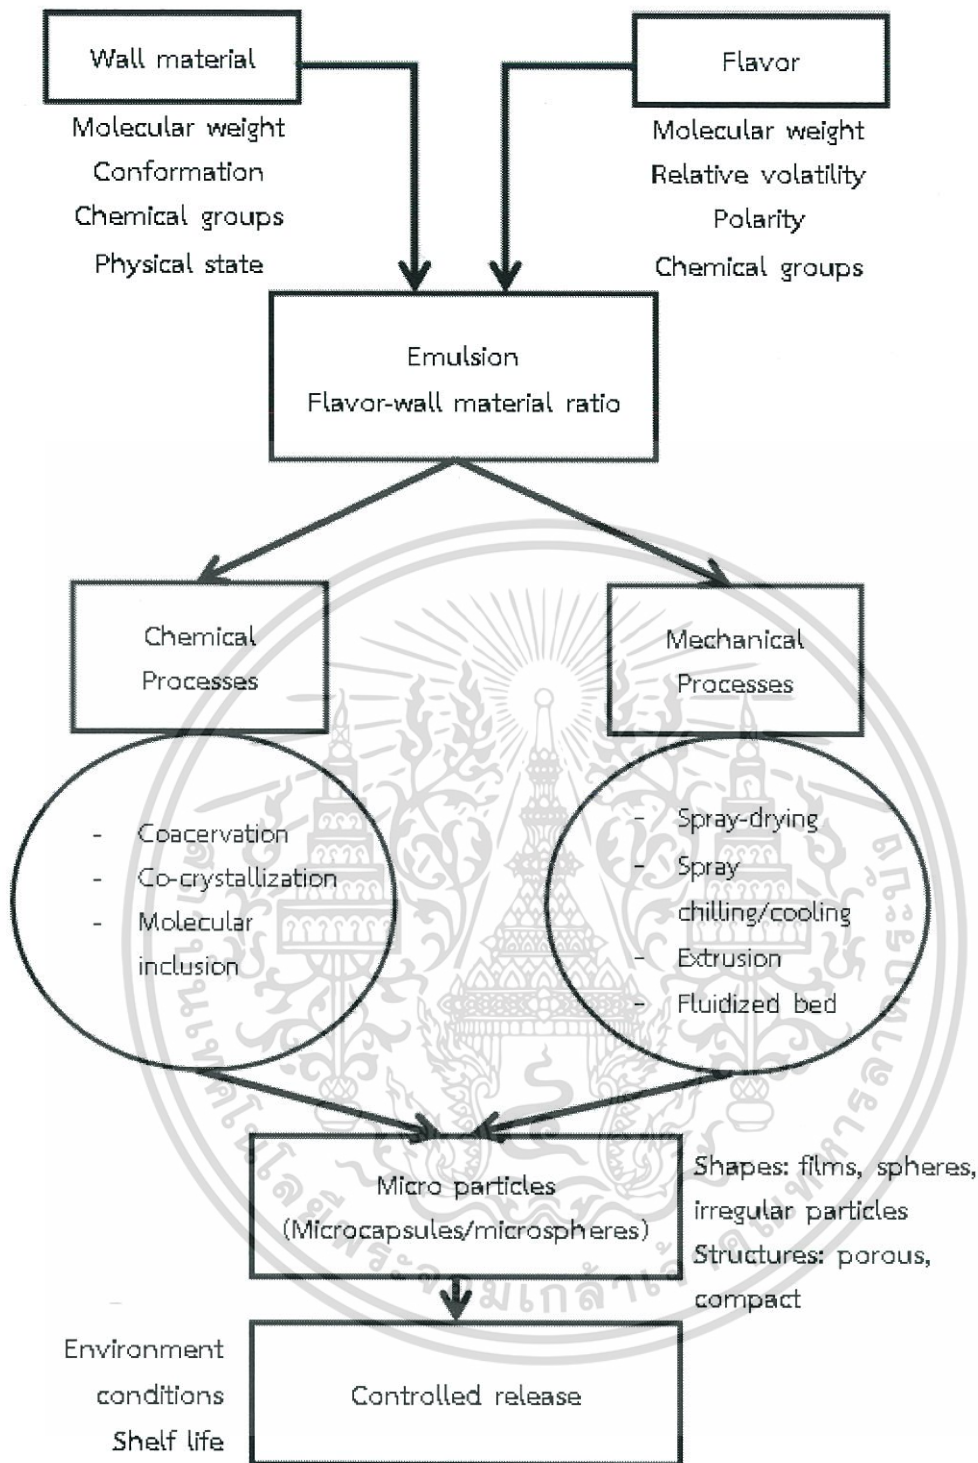 Wall material
Molecular weight
Conformation
Chemical groups
Physical state
Flavor
Molecular weight
Relative volatility
Polarity
Chemical groups
Emulsion
Flavor-wall material ratio
Chemical
Processes
- Coacervation
- Co-crystallization
- Molecular
inclusion
Mechanical
Processes
- Spray-drying
- Spray
chilling/cooling
- Extrusion
- Fluidized bed
Micro particles
(Microcapsules/microspheres)
Shapes: films, spheres,
irregular particles
Structures: porous,
compact
Environment
conditions
Shelf life
Controlled release